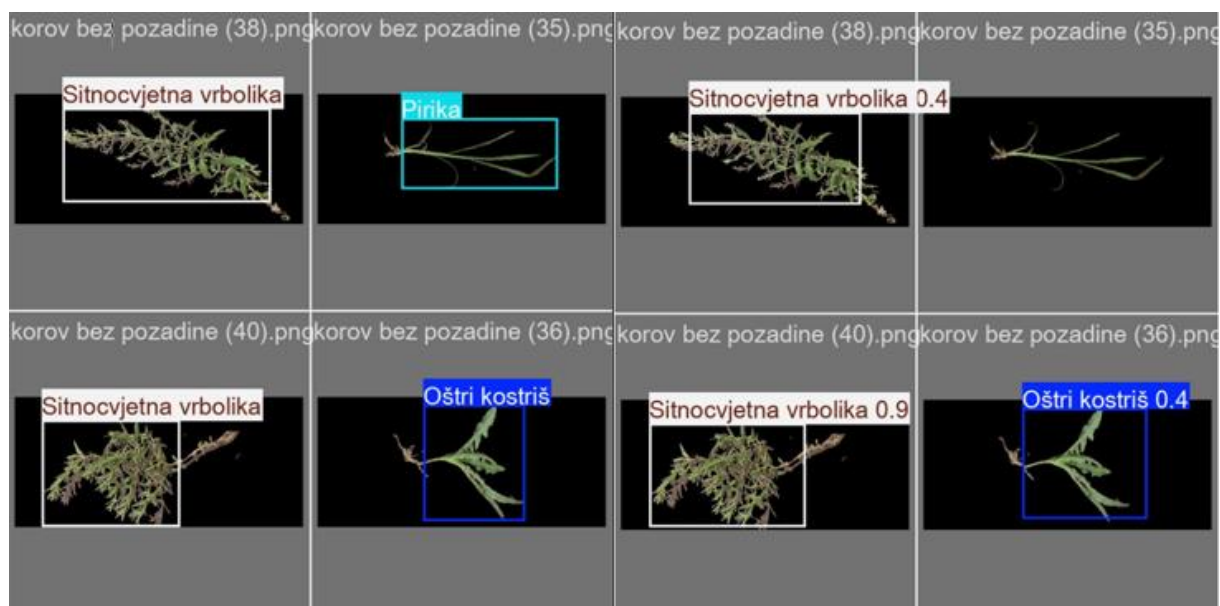 korov bez pozadine (38).png
korov bez pozadine (35).png
korov bez pozadine (38).png
korov bez pozadine (35).png
Sitnocvjetna vrbolika
Pirika
Sitnocvjetna vrbolika 0.4
korov bez pozadine (40).png
korov bez pozadine (36).png
korov bez pozadine (40).png
korov bez pozadine (36).png
Sitnocvjetna vrbolika
Oštri kostriš
Sitnocvjetna vrbolika 0.9
Oštri kostriš 0.4